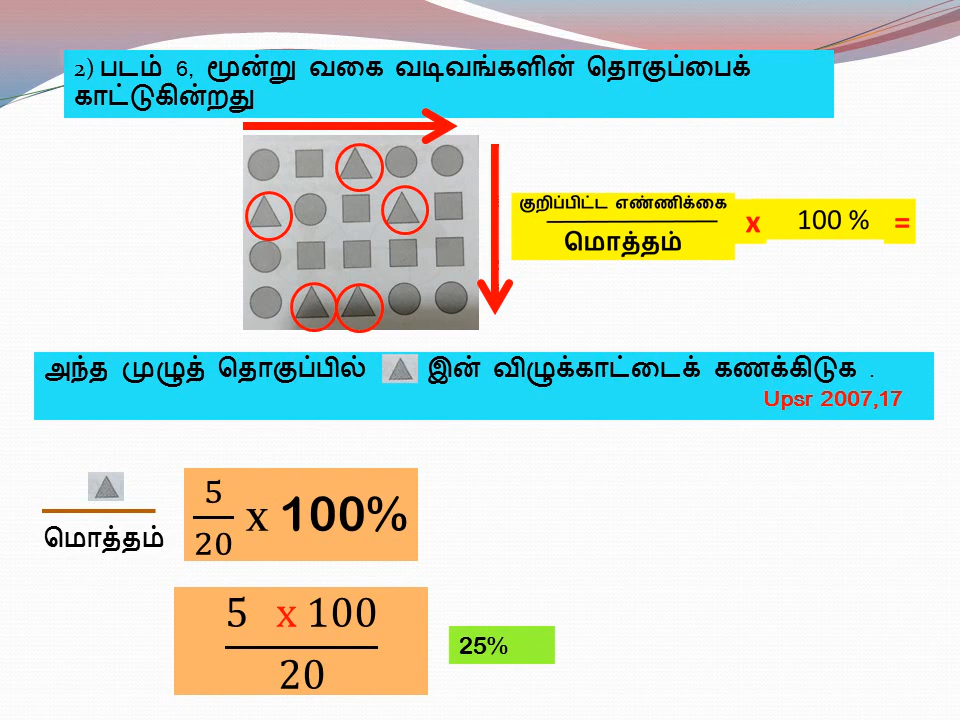 2) படம் 6, மூன்று வகை வடிவங்களின் தொகுப்பைக்
காட்டுகின்றது
குறிப்பிட்ட எண்ணிக்கை
மொத்தம்
x 100 % =
அந்த முழுத் தொகுப்பில் இன் விழுக்காட்டைக் கணக்கிடுக .
Upsr 2007,17
மொத்தம்
5
20
x 100%
5 x 100
20
25%